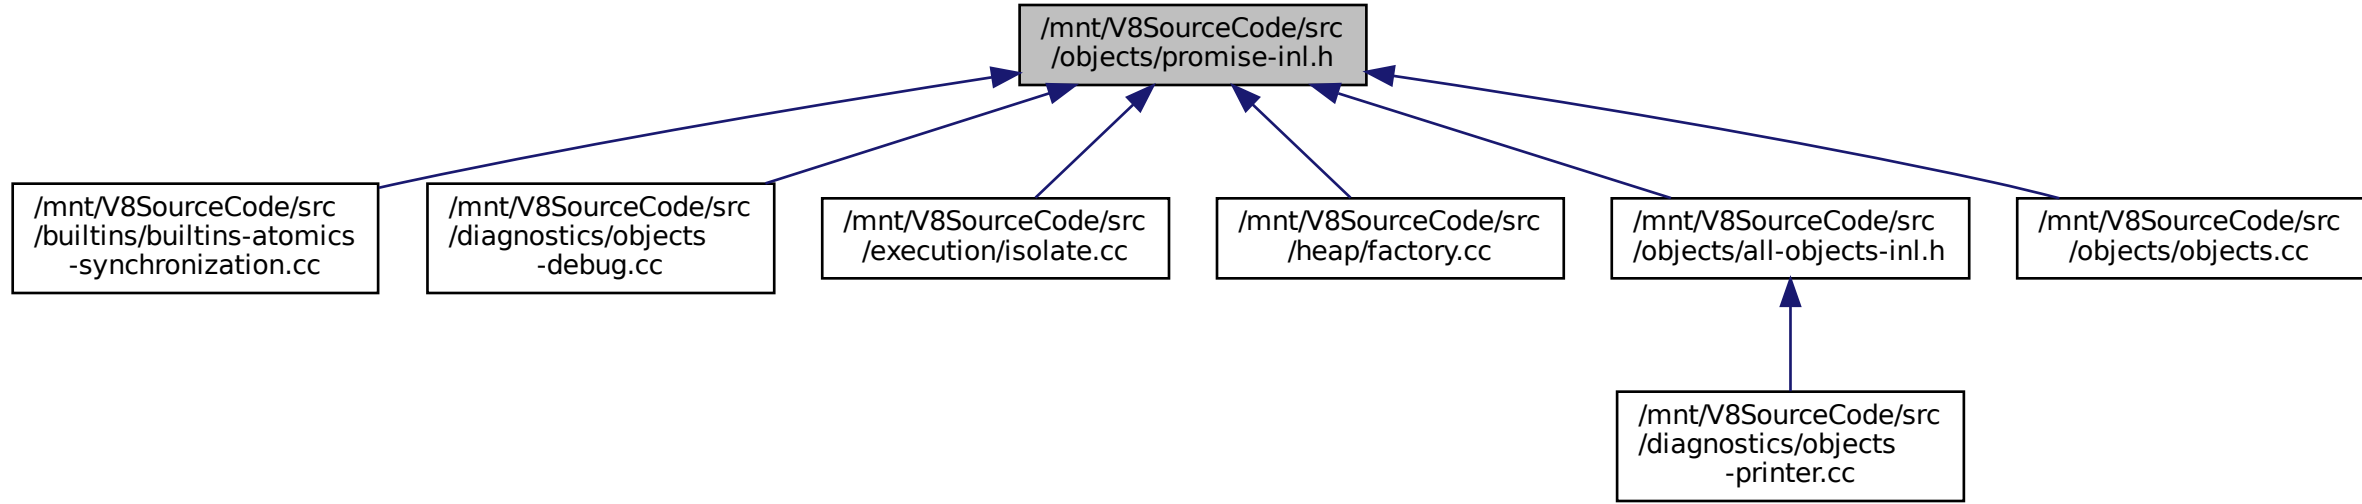 /mnt/V8SourceCode/src
/objects/promise-inl.h
/mnt/V8SourceCode/src
/builtins/builtins-atomics
-synchronization.cc
/mnt/V8SourceCode/src
/diagnostics/objects
-debug.cc
/mnt/V8SourceCode/src
/execution/isolate.cc
/mnt/V8SourceCode/src
/heap/factory.cc
/mnt/V8SourceCode/src
/objects/all-objects-inl.h
/mnt/V8SourceCode/src
/objects/objects.cc
/mnt/V8SourceCode/src
/diagnostics/objects
-printer.cc